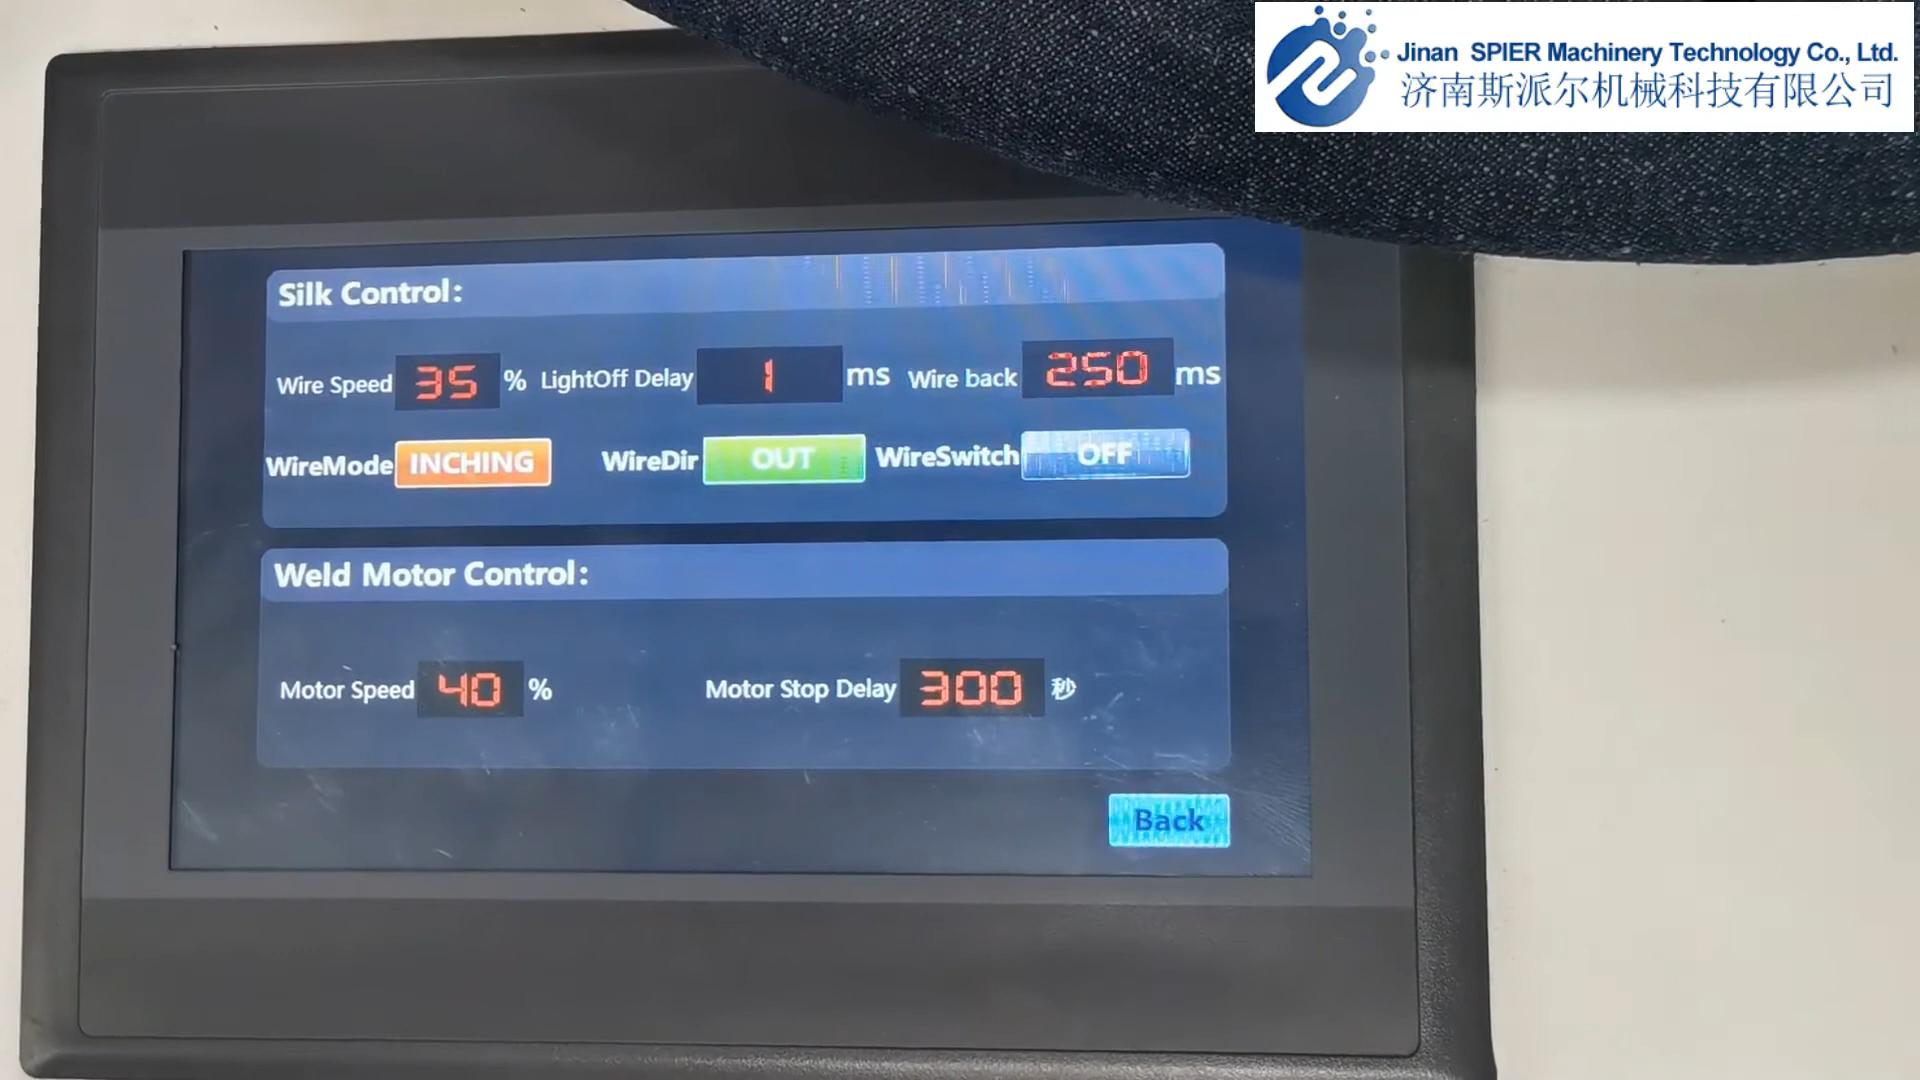 Jinan SPIER Machinery Technology Co., Ltd.
济南斯派尔机械科技有限公司
Silk Control:
Wire Speed 35 % LightOff Delay 1 ms Wire back 250 ms
WireMode INCHING WireDir OUT WireSwitch OFF
Weld Motor Control:
Motor Speed 40 % Motor Stop Delay 300 秒
Back